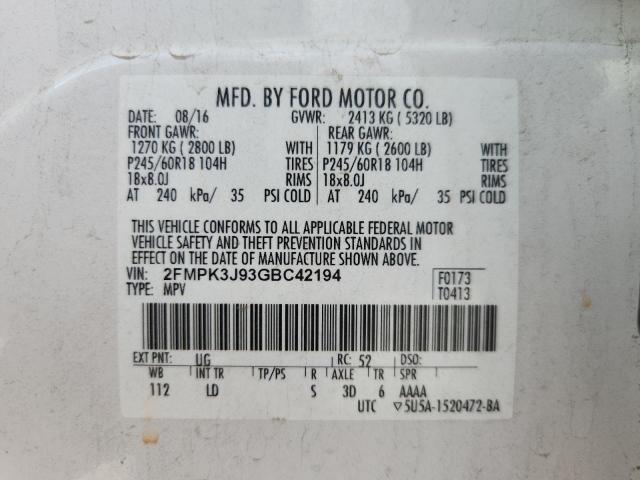 MFD. BY FORD MOTOR CO.
DATE: 08/16 GVWR: 2413 KG ( 5320 LB)
FRONT GAWR: REAR GAWR:
1270 KG ( 2800 LB) WITH 1179 KG ( 2600 LB) WITH
P245/60R18 104H TIRES P245/60R18 104H TIRES
18x8.0J RIMS 18x8.0J RIMS
AT 240 kPa/ 35 PSI COLD AT 240 kPa/ 35 PSI COLD
THIS VEHICLE CONFORMS TO ALL APPLICABLE FEDERAL MOTOR
VEHICLE SAFETY AND THEFT PREVENTION STANDARDS IN
EFFECT ON THE DATE OF MANUFACTURE SHOWN ABOVE.
VIN: 2FMPK3J93GBC42194 F0173
TYPE: MPV T0413
EXT PNT: UG RC: 52 DSO:
WB INT TR TP/PS R AXLE TR SPR
112 LD S 3D 6 AAAA
UTC ▽5U5A-1520472-BA